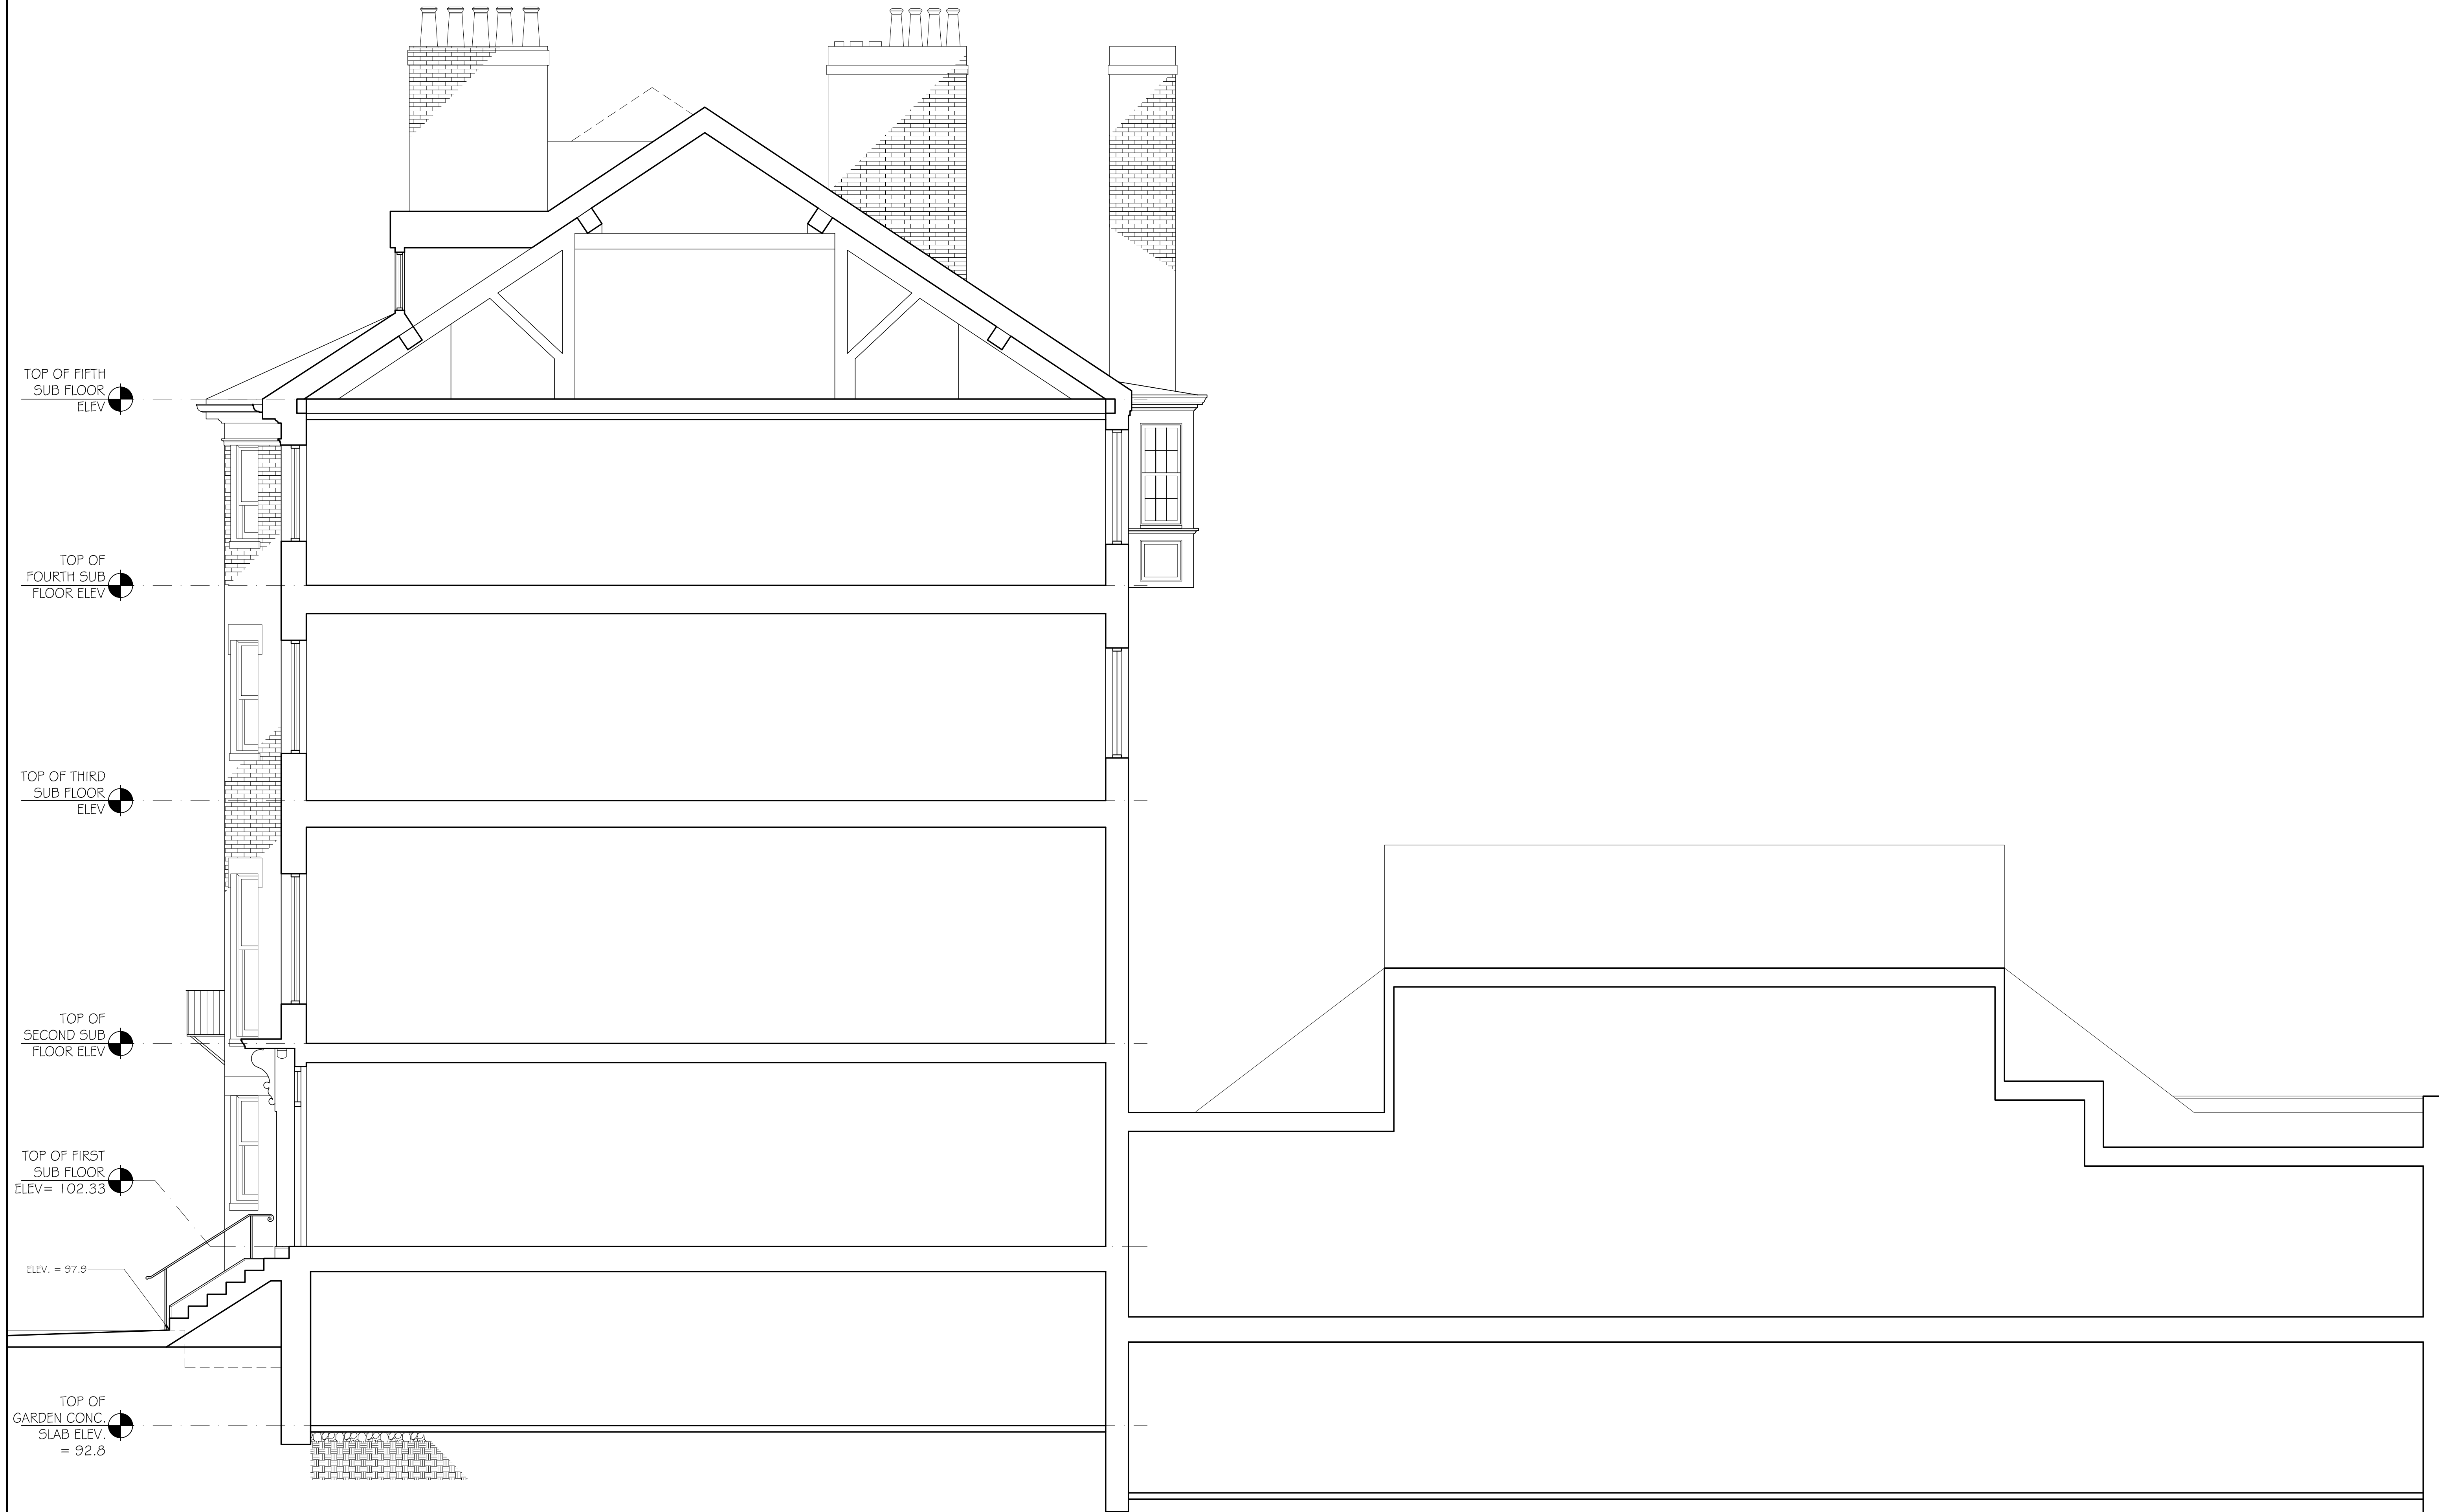 TOP OF FIFTH
SUB FLOOR
ELEV
TOP OF
FOURTH SUB
FLOOR ELEV
TOP OF THIRD
SUB FLOOR
ELEV
TOP OF
SECOND SUB
FLOOR ELEV
TOP OF FIRST
SUB FLOOR
ELEV= 102.33
ELEV. = 97.9
TOP OF
GARDEN CONC.
SLAB ELEV.
= 92.8